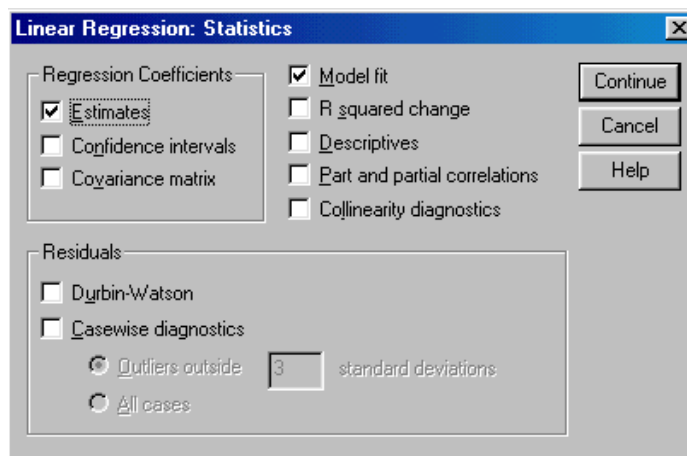 Linear Regression: Statistics
Regression Coefficients
Estimates
Confidence intervals
Covariance matrix
Model fit
R squared change
Descriptives
Part and partial correlations
Collinearity diagnostics
Continue
Cancel
Help
Residuals
Durbin-Watson
Casewise diagnostics
Outliers outside 3 standard deviations
All cases